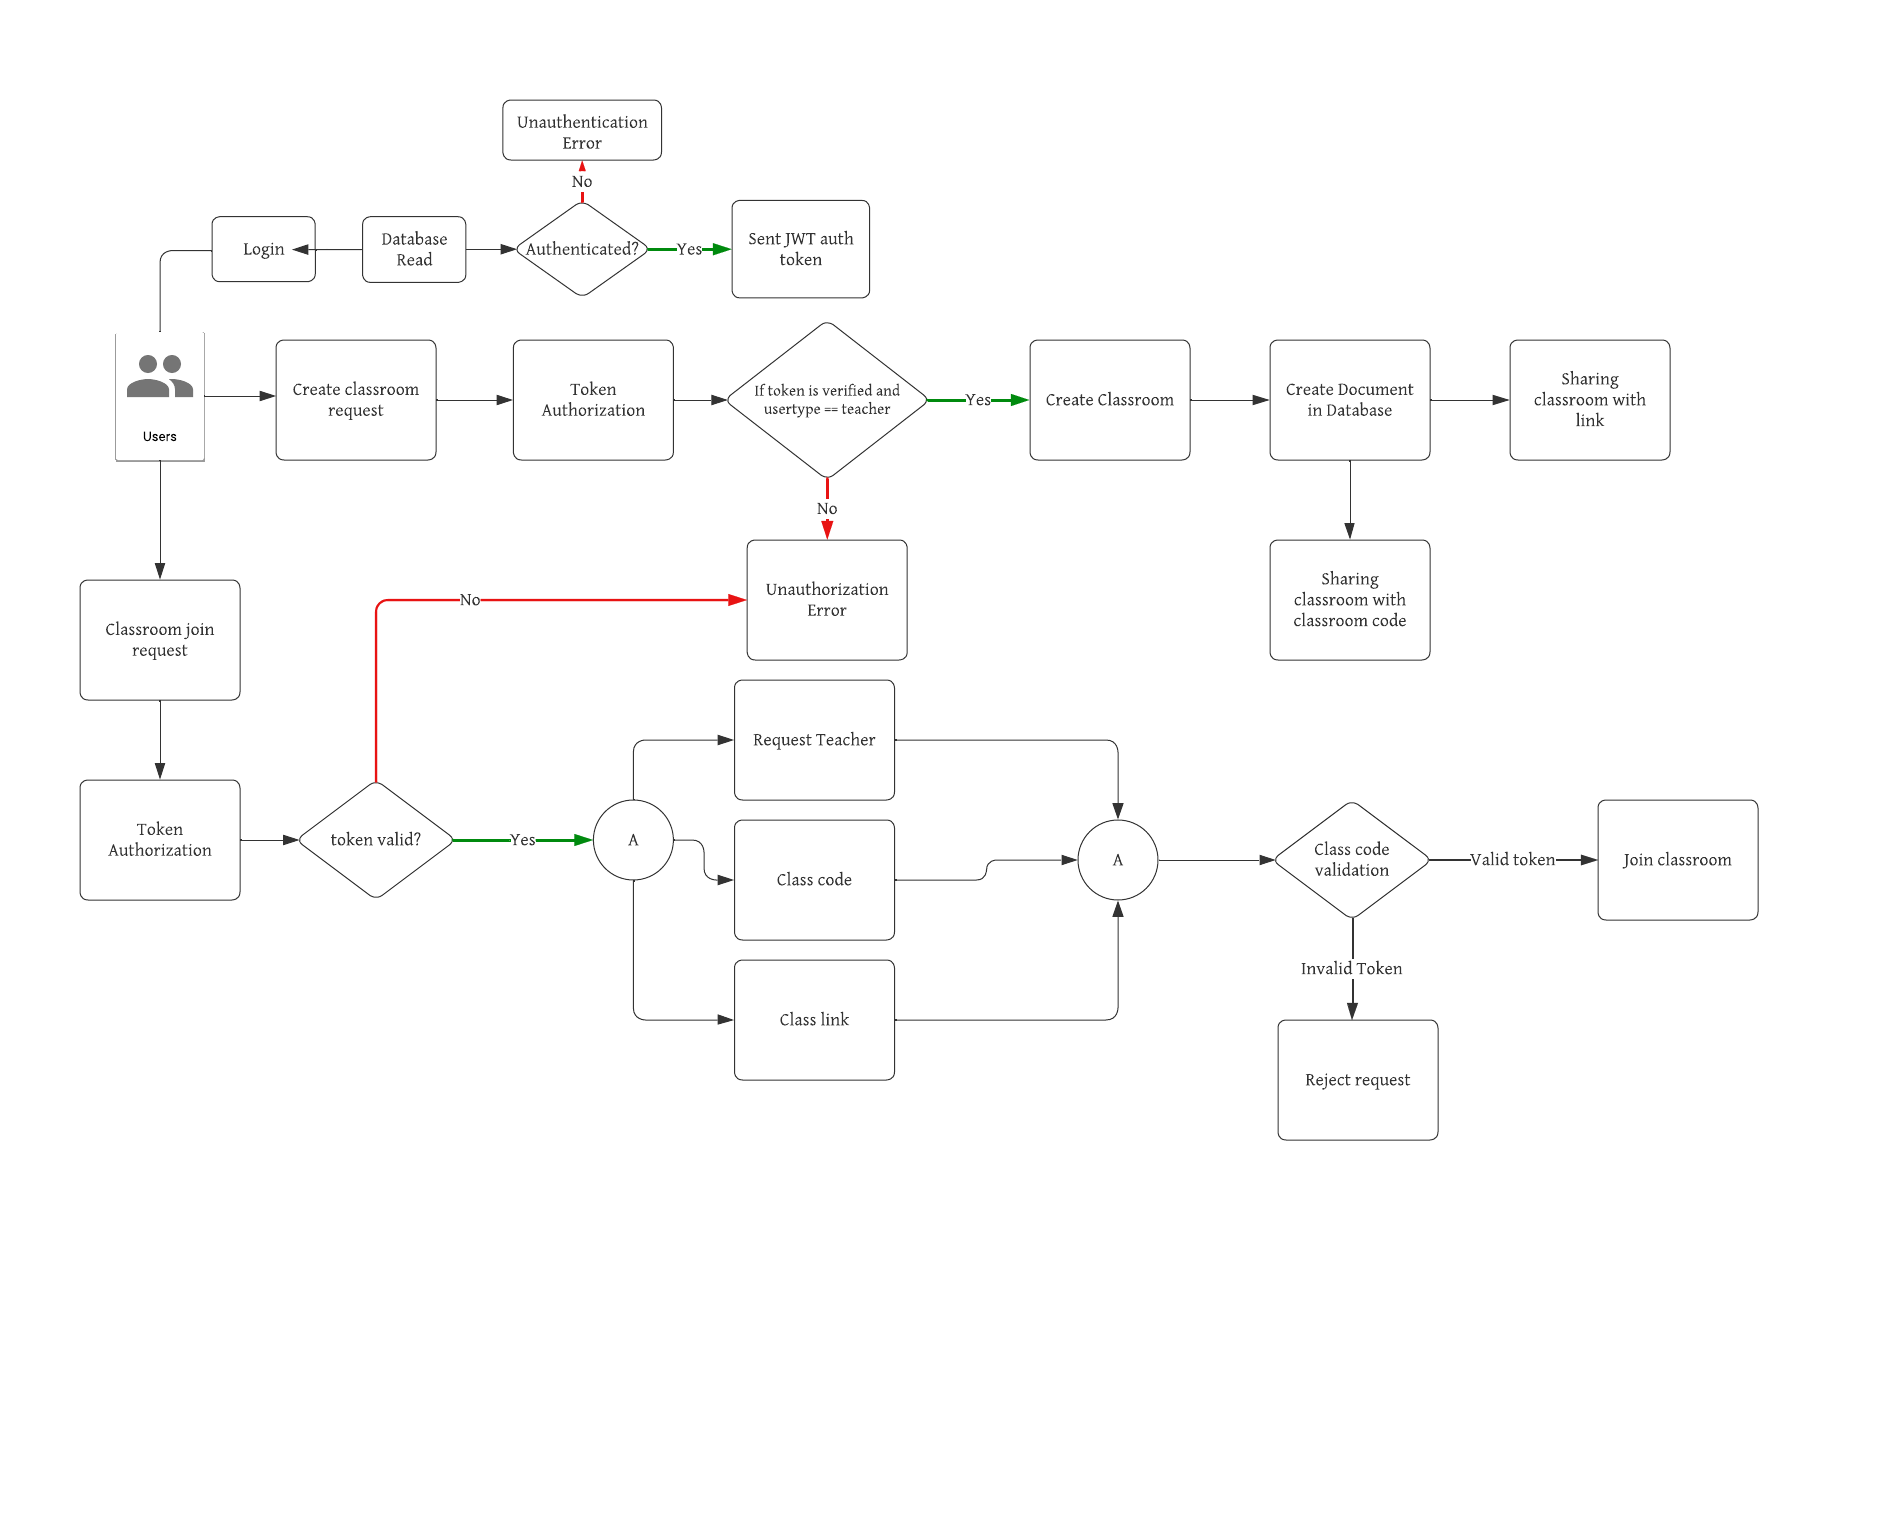 Unauthentication
Error
No
Login
Database
Read
Authenticated?
Yes
Sent JWT auth
token
Users
Create classroom
request
Token
Authorization
If token is verified and
usertype == teacher
Yes
Create Classroom
Create Document
in Database
Sharing
classroom with
link
No
Unauthorization
Error
Sharing
classroom with
classroom code
No
Classroom join
request
Request Teacher
Token
Authorization
token valid?
Yes
A
Class code
A
Class code
validation
Valid token
Join classroom
Invalid Token
Class link
Reject request